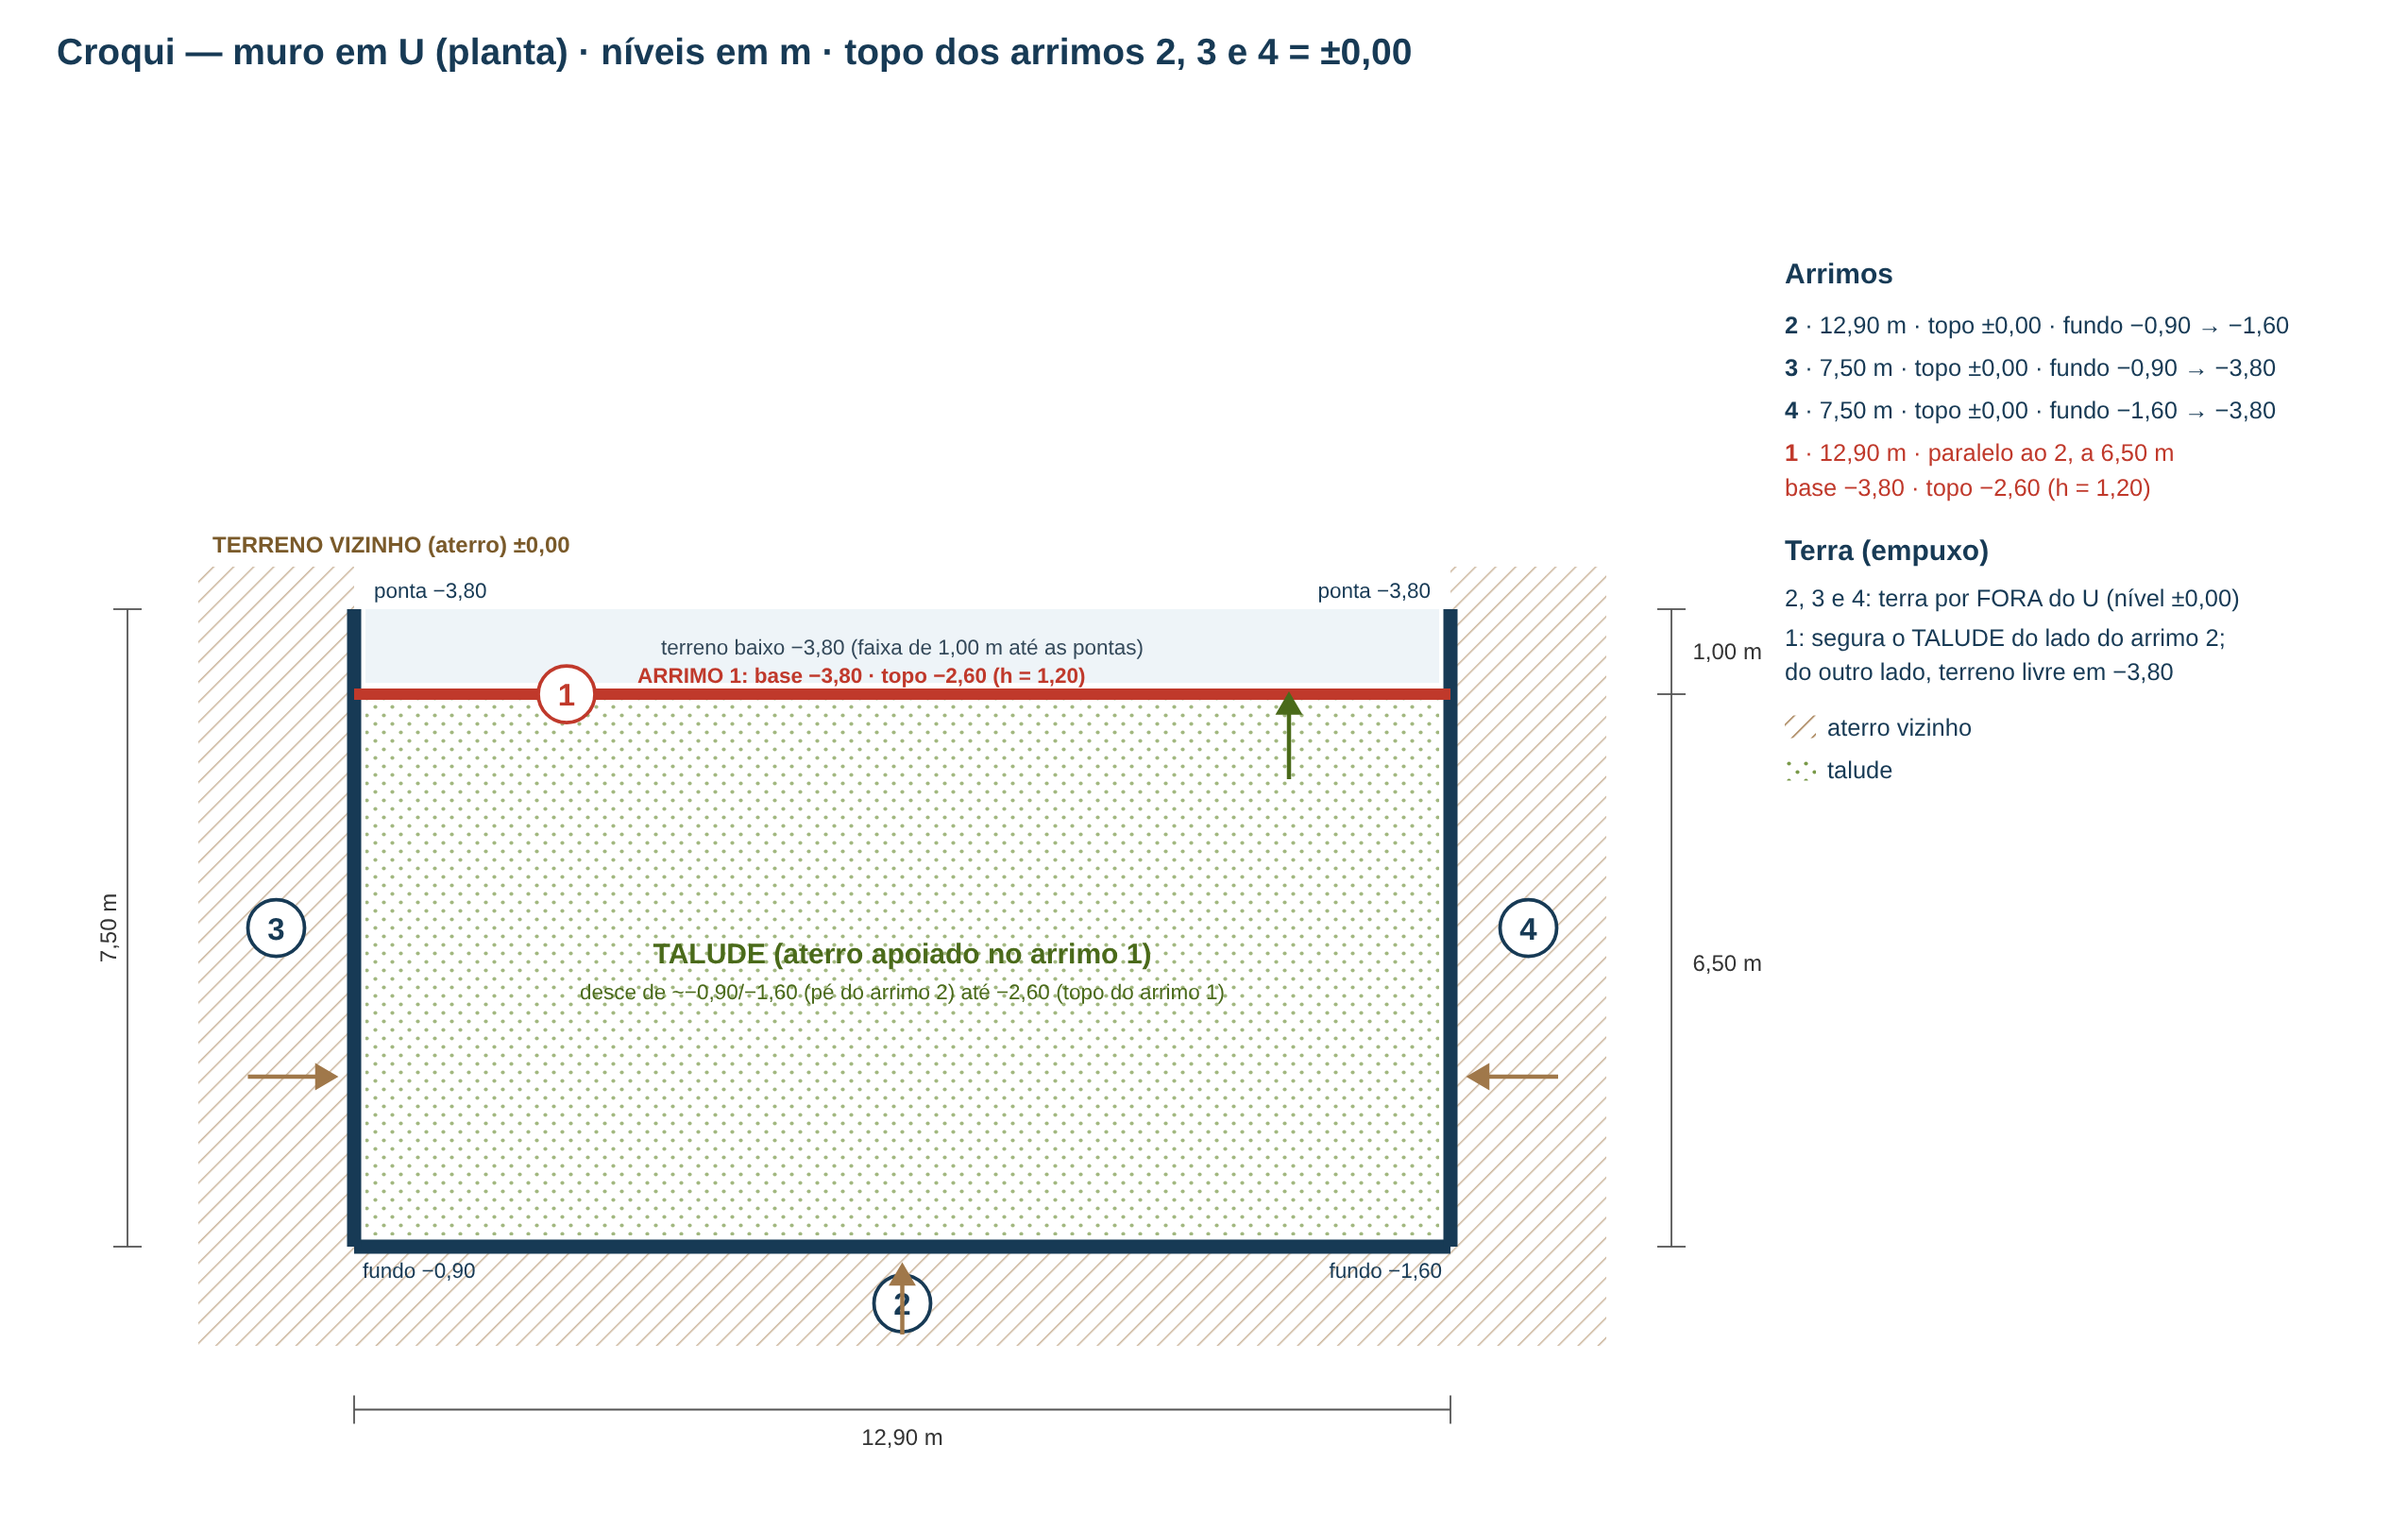 Croqui — muro em U (planta) · níveis em m · topo dos arrimos 2, 3 e 4 = ±0,00
Arrimos
2 · 12,90 m · topo ±0,00 · fundo −0,90 → −1,60
3 · 7,50 m · topo ±0,00 · fundo −0,90 → −3,80
4 · 7,50 m · topo ±0,00 · fundo −1,60 → −3,80
1 · 12,90 m · paralelo ao 2, a 6,50 m
base −3,80 · topo −2,60 (h = 1,20)
Terra (empuxo)
2, 3 e 4: terra por FORA do U (nível ±0,00)
1: segura o TALUDE do lado do arrimo 2;
do outro lado, terreno livre em −3,80
aterro vizinho
talude
TERRENO VIZINHO (aterro) ±0,00
ponta −3,80
ponta −3,80
terreno baixo −3,80 (faixa de 1,00 m até as pontas)
ARRIMO 1: base −3,80 · topo −2,60 (h = 1,20)
1
1,00 m
7,50 m
3
4
6,50 m
TALUDE (aterro apoiado no arrimo 1)
desce de ~−0,90/−1,60 (pé do arrimo 2) até −2,60 (topo do arrimo 1)
fundo −0,90
fundo −1,60
2
12,90 m